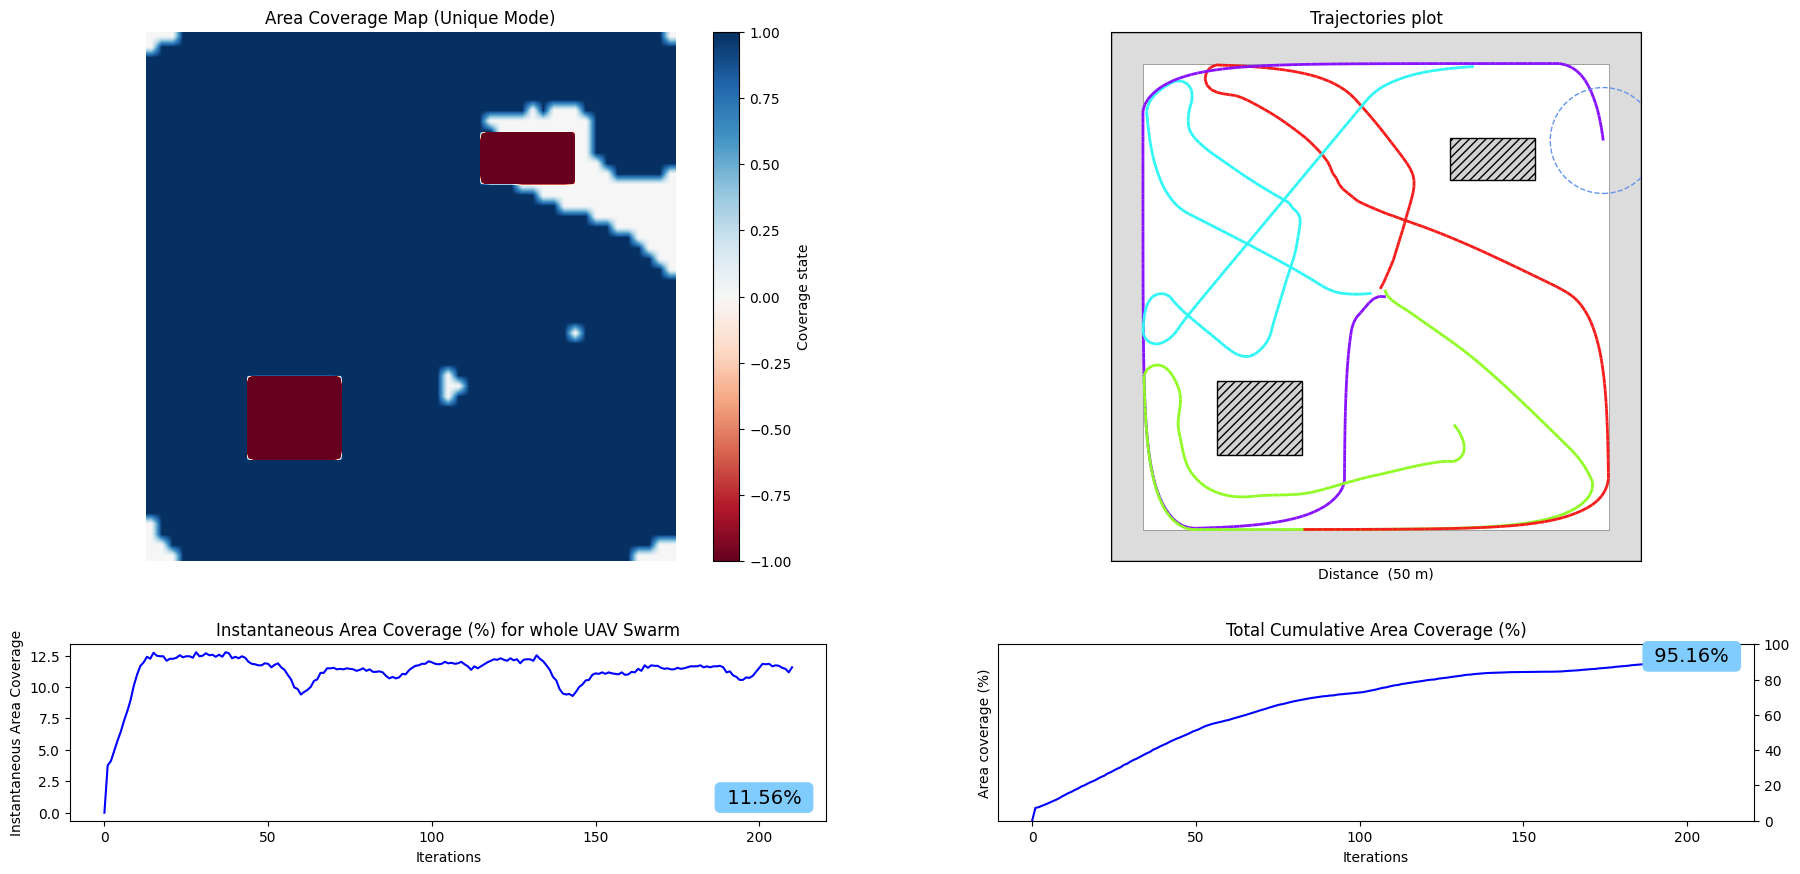 Area Coverage Map (Unique Mode)
1.00
0.75
0.50
0.25
0.00
−0.25
−0.50
−0.75
−1.00
Coverage state
Trajectories plot
Distance  (50 m)
Instantaneous Area Coverage (%) for whole UAV Swarm
Instantaneous Area Coverage
12.5
10.0
7.5
5.0
2.5
0.0
11.56%
0 50 100 150 200
Iterations
Total Cumulative Area Coverage (%)
Area coverage (%)
95.16%
100
80
60
40
20
0
0 50 100 150 200
Iterations